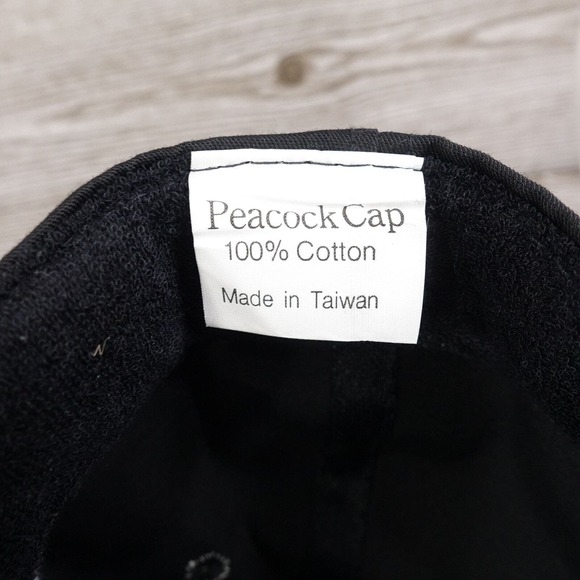 Peacock Cap
100% Cotton
Made in Taiwan